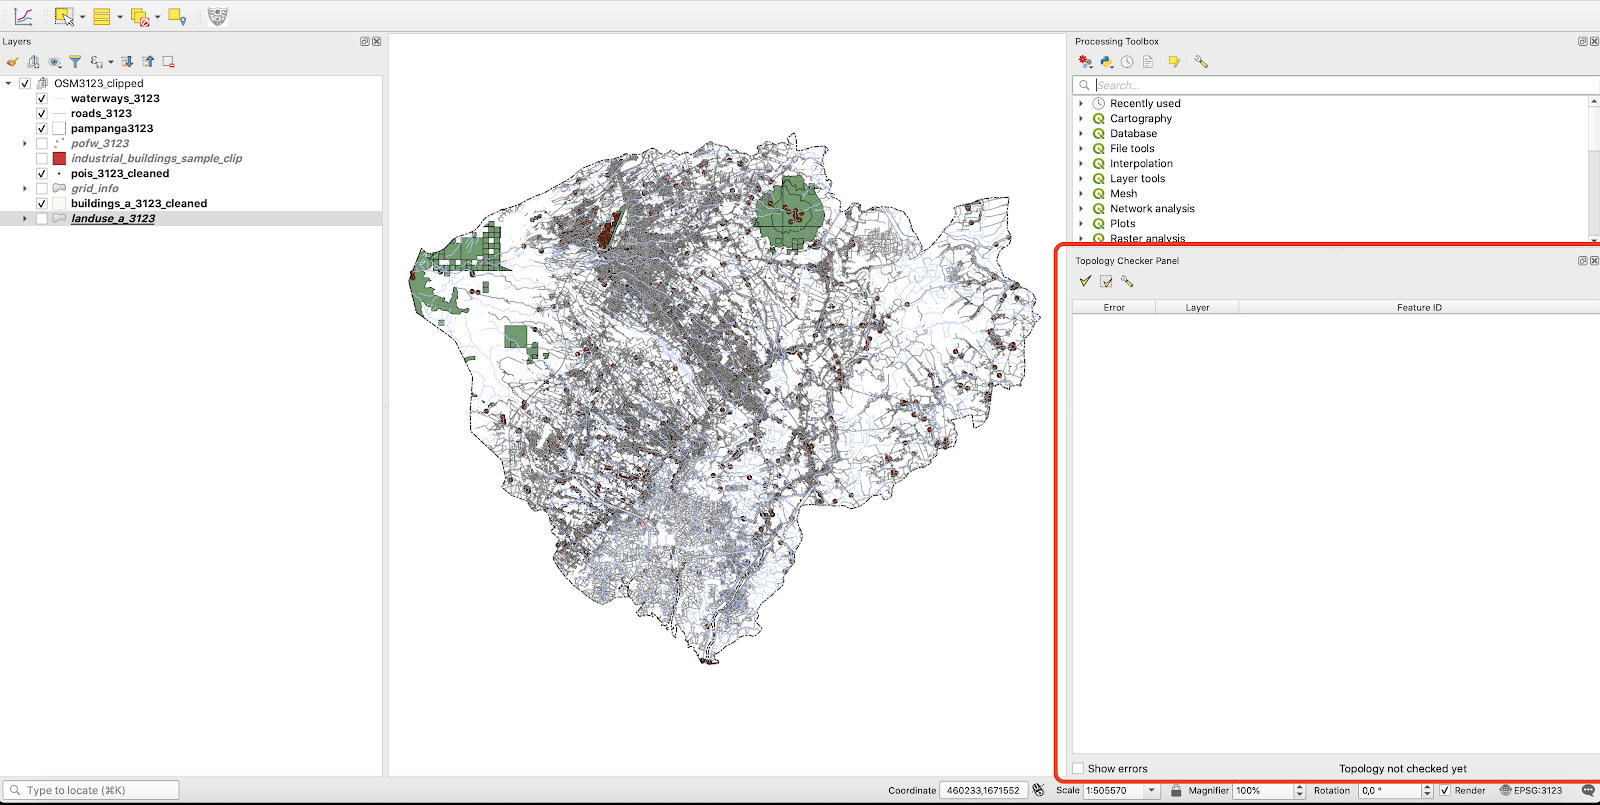 Layers
OSM3123_clipped
waterways_3123
roads_3123
pampanga3123
pofw_3123
industrial_buildings_sample_clip
pois_3123_cleaned
grid_info
buildings_a_3123_cleaned
landuse_a_3123
Processing Toolbox
Search...
Recently used
Cartography
Database
File tools
Interpolation
Layer tools
Mesh
Network analysis
Plots
Raster analysis
Topology Checker Panel
Error Layer Feature ID
Show errors Topology not checked yet
Type to locate (⌘K) Coordinate 460233,1671552 Scale 1:505570 Magnifier 100% Rotation 0,0 ° Render EPSG:3123